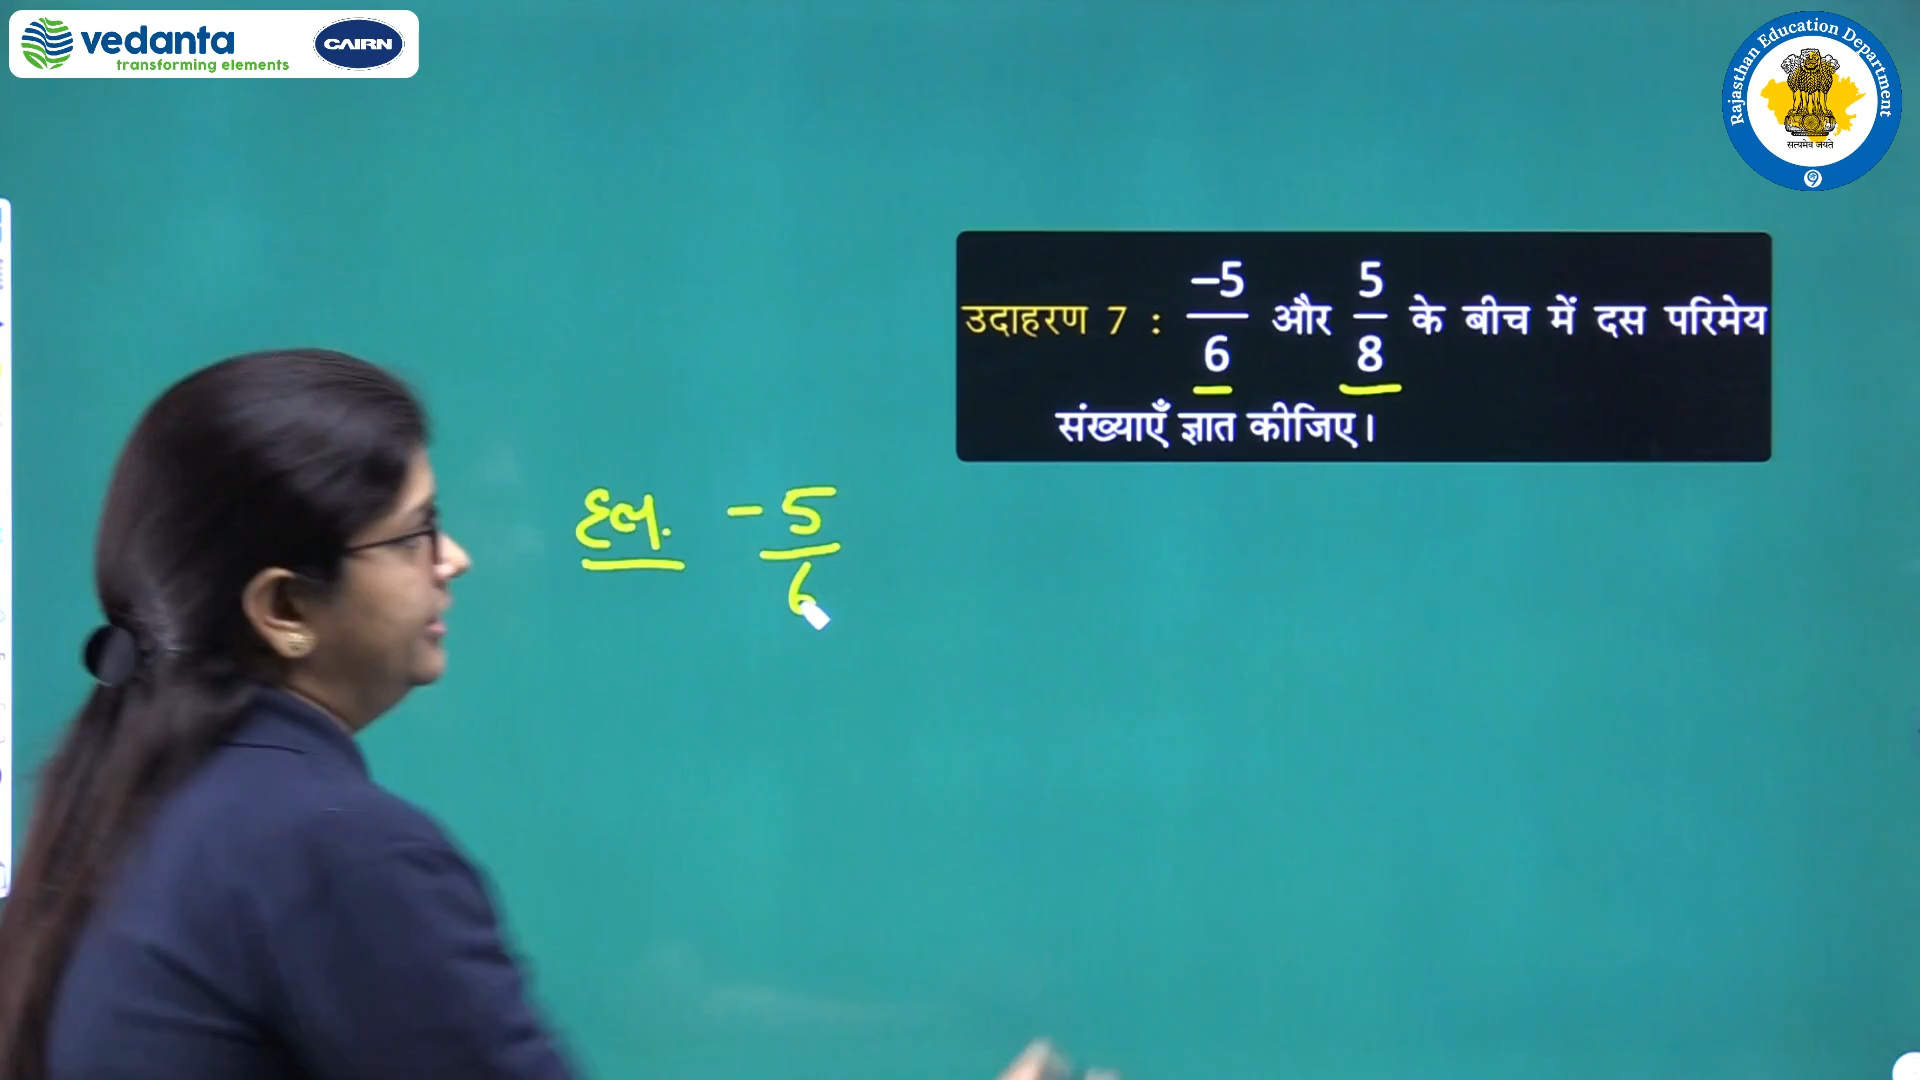 vedanta
transforming elements
CAIRN
Rajasthan Education Department
सत्यमेव जयते
उदाहरण 7 : –5/6 और 5/8 के बीच में दस परिमेय
संख्याएँ ज्ञात कीजिए।
हल. -5/6